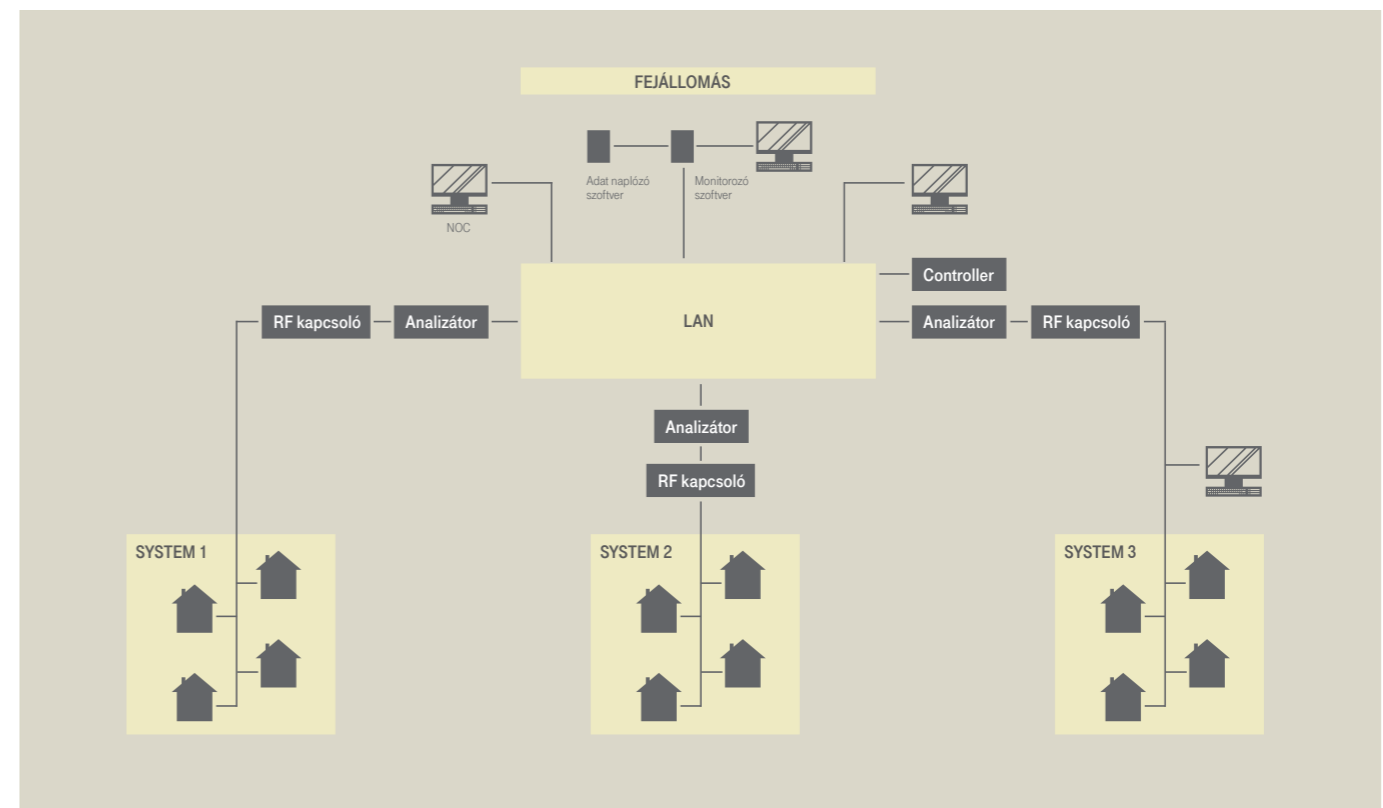 FEJÁLLOMÁS
Adat naplózó
szoftver
Monitorozó
szoftver
NOC
Controller
RF kapcsoló
Analizátor
LAN
Analizátor
RF kapcsoló
Analizátor
RF kapcsoló
SYSTEM 1
SYSTEM 2
SYSTEM 3